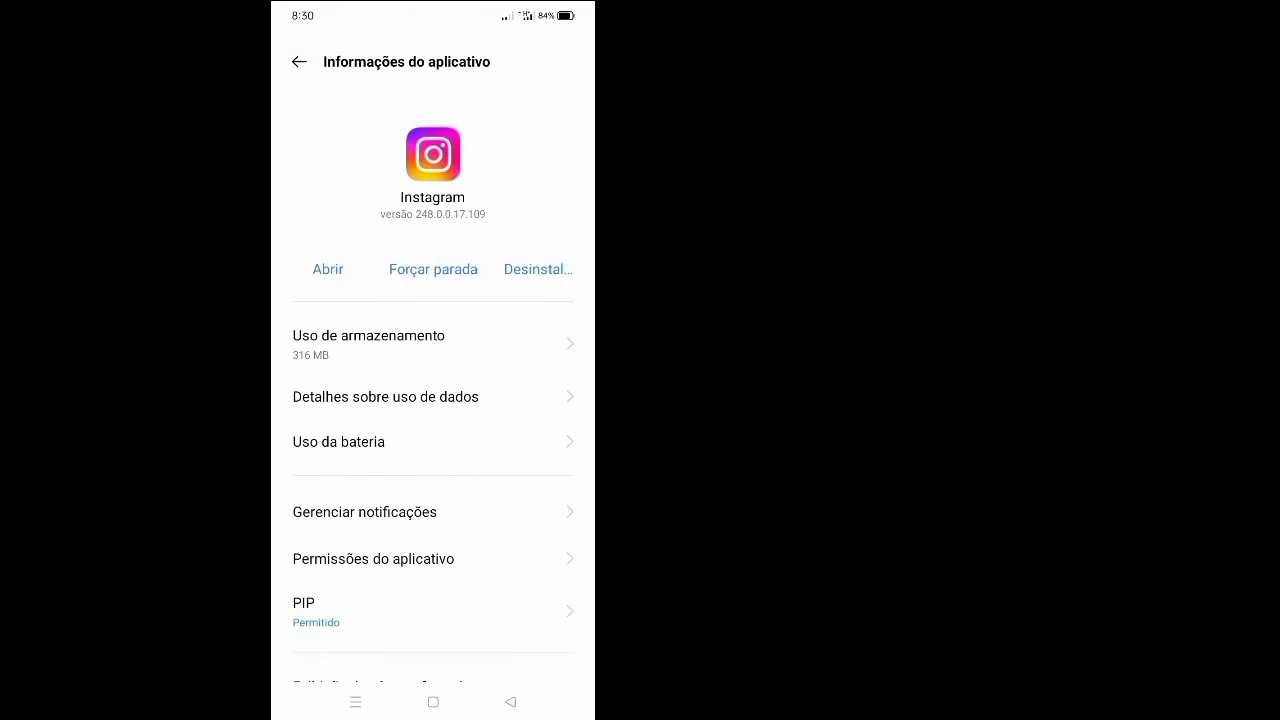 8:30
84%
Informações do aplicativo
Instagram
versão 248.0.0.17.109
Abrir Forçar parada Desinstal...
Uso de armazenamento
316 MB
Detalhes sobre uso de dados
Uso da bateria
Gerenciar notificações
Permissões do aplicativo
PIP
Permitido